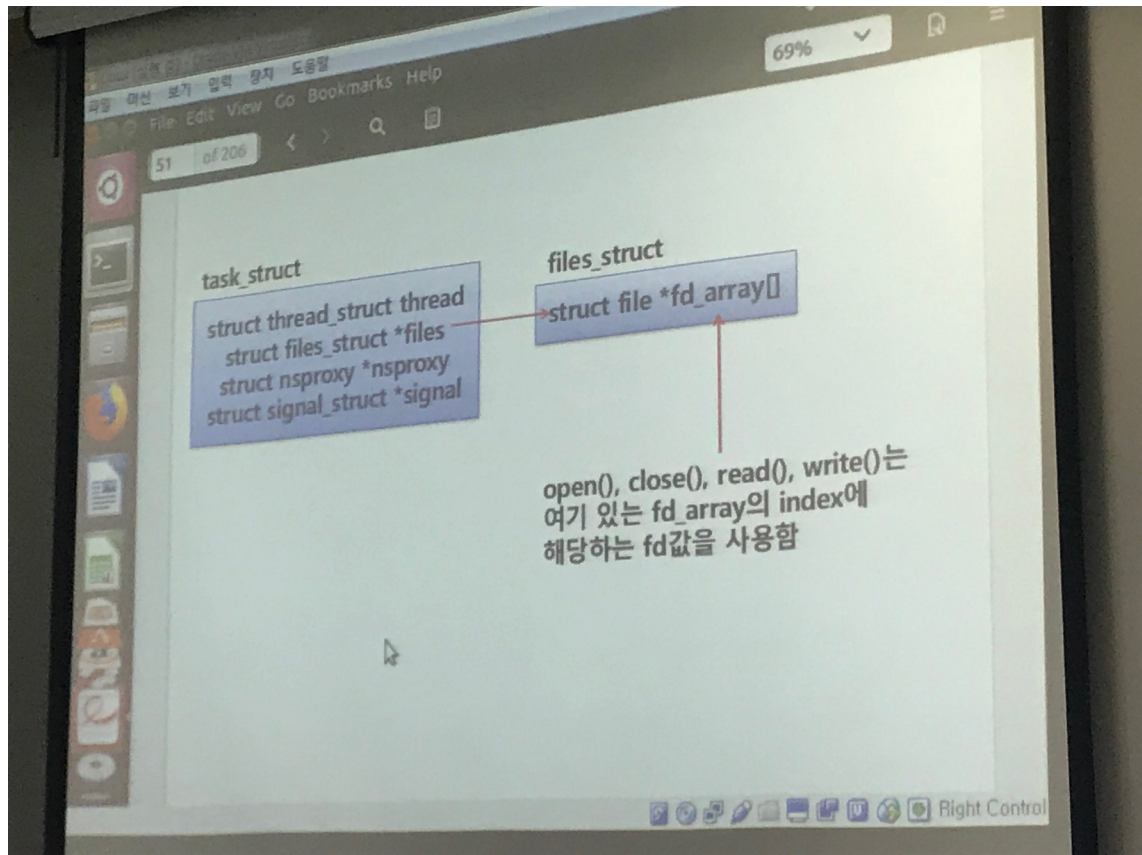 파일 머신 보기 입력 장치 도움말
File Edit View Go Bookmarks Help
69%
51 of 206
task_struct
struct thread_struct thread
struct files_struct *files
struct nsproxy *nsproxy
struct signal_struct *signal
files_struct
struct file *fd_array[]
open(), close(), read(), write()는
여기 있는 fd_array의 index에
해당하는 fd값을 사용함
Right Control